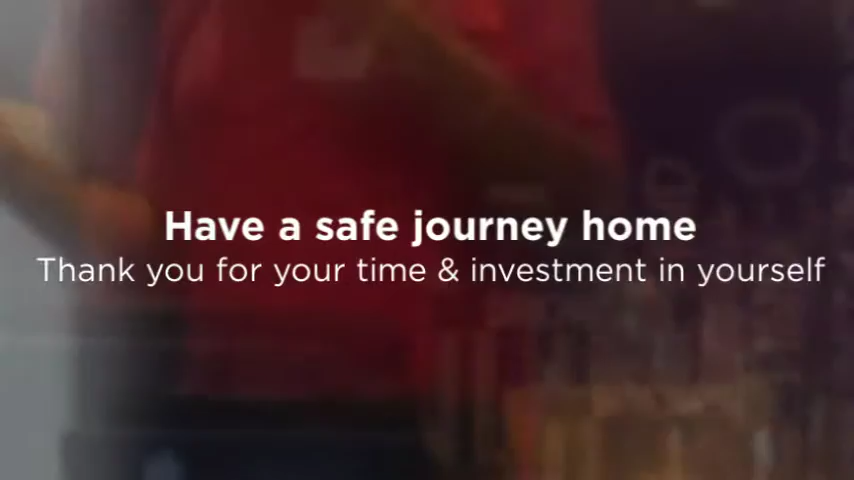 Have a safe journey home
Thank you for your time & investment in yourself